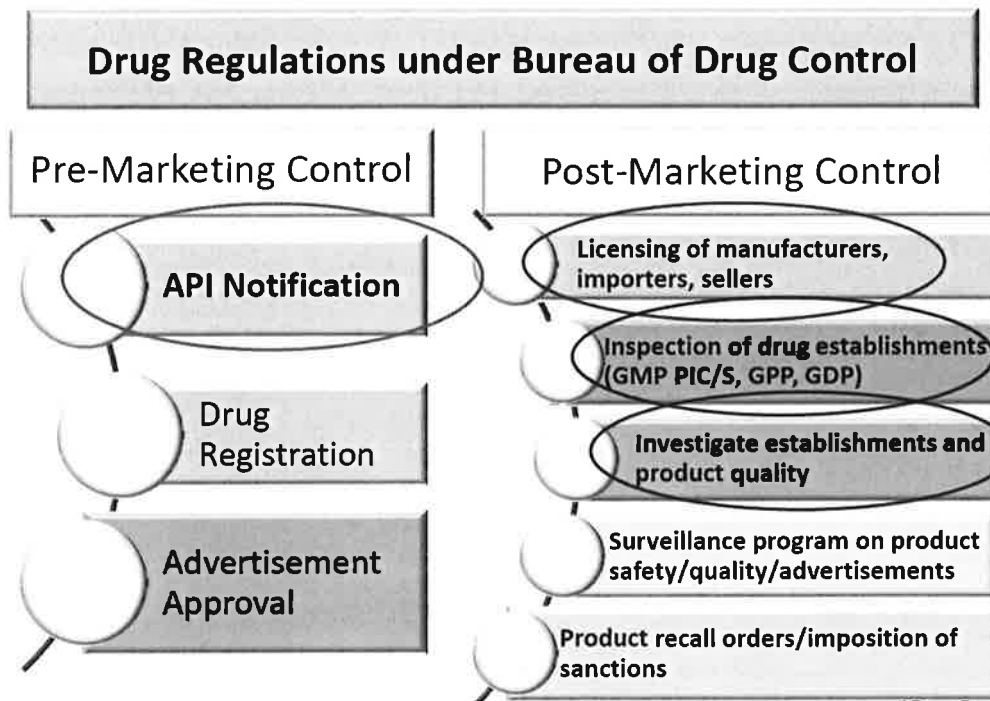 Drug Regulations under Bureau of Drug Control
Pre-Marketing Control
API Notification
Drug
Registration
Advertisement
Approval
Post-Marketing Control
Licensing of manufacturers,
importers, sellers
Inspection of drug establishments
(GMP PIC/S, GPP, GDP)
Investigate establishments and
product quality
Surveillance program on product
safety/quality/advertisements
Product recall orders/imposition of
sanctions